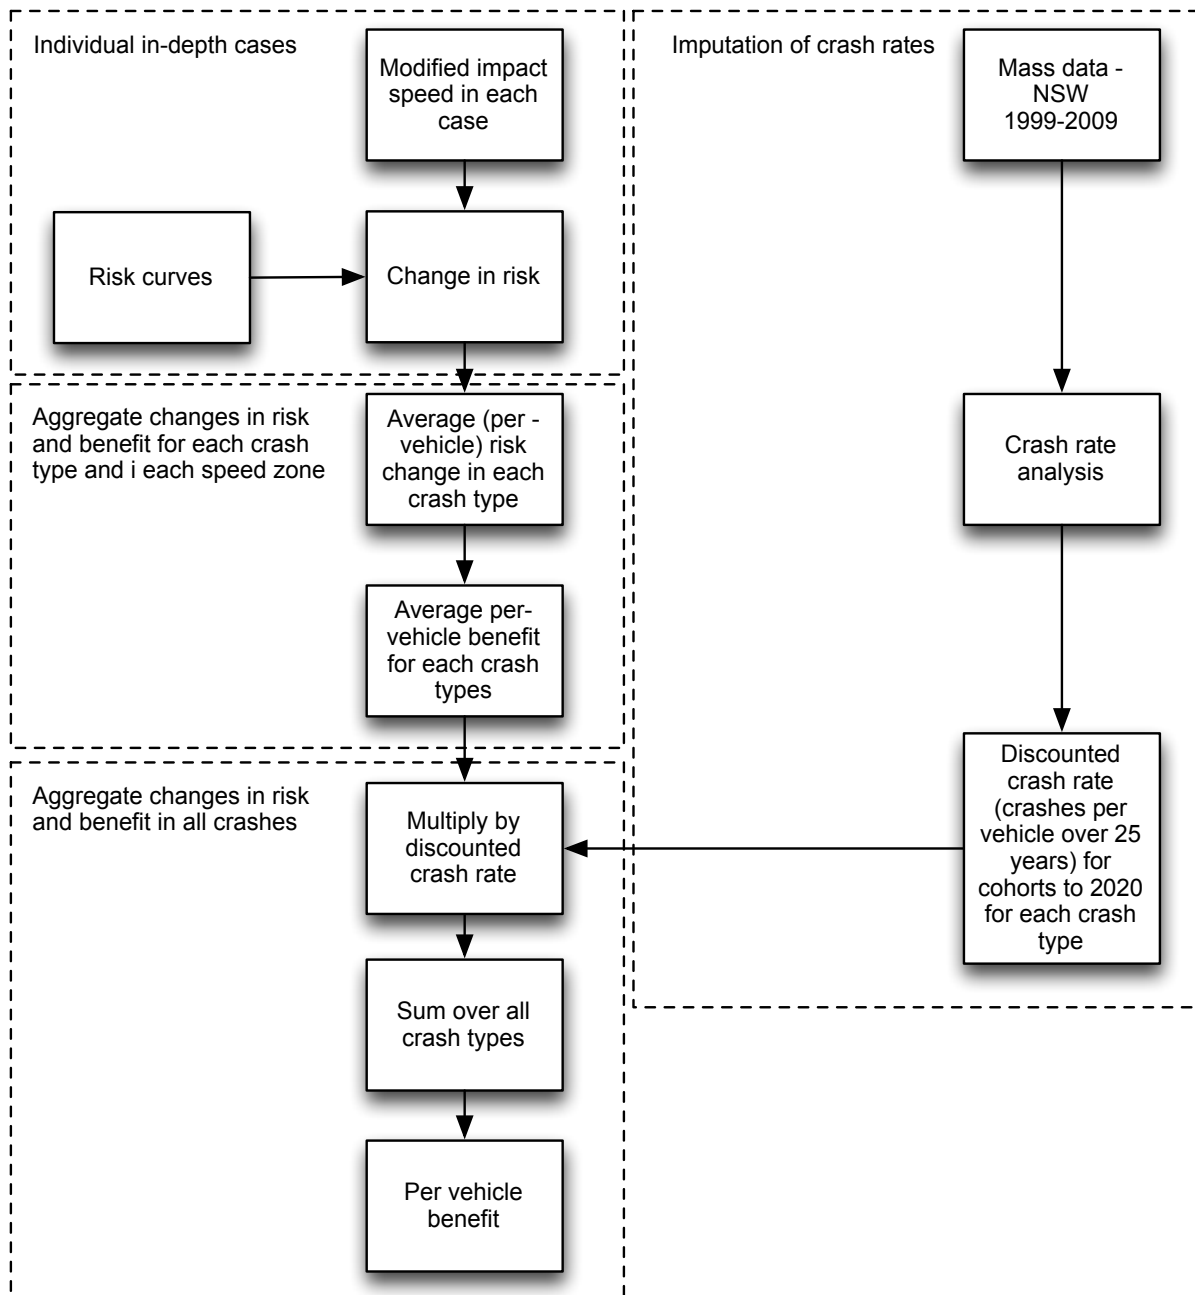 Individual in-depth cases
Modified impact
speed in each
case
Risk curves
Change in risk
Aggregate changes in risk
and benefit for each crash
type and i each speed zone
Average (per -
vehicle) risk
change in each
crash type
Average per-
vehicle benefit
for each crash
types
Aggregate changes in risk
and benefit in all crashes
Multiply by
discounted
crash rate
Sum over all
crash types
Per vehicle
benefit
Imputation of crash rates
Mass data -
NSW
1999-2009
Crash rate
analysis
Discounted
crash rate
(crashes per
vehicle over 25
years) for
cohorts to 2020
for each crash
type